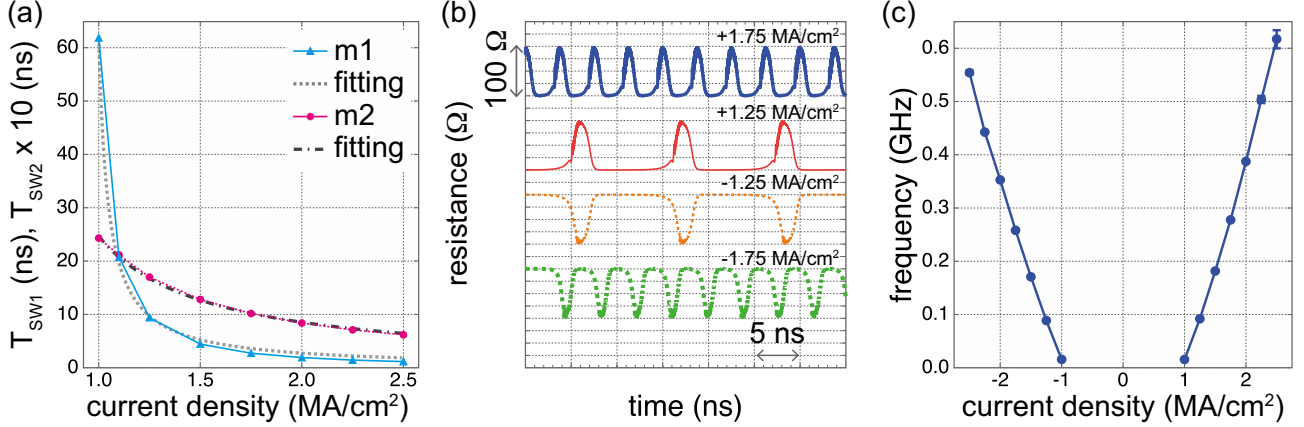 (a)
T_SW1 (ns), T_SW2 x 10 (ns)
60
50
40
30
20
10
0
1.0
1.5
2.0
2.5
current density (MA/cm²)
m1
fitting
m2
fitting
(b)
resistance (Ω)
100 Ω
+1.75 MA/cm²
+1.25 MA/cm²
-1.25 MA/cm²
-1.75 MA/cm²
5 ns
time (ns)
(c)
frequency (GHz)
0.6
0.5
0.4
0.3
0.2
0.1
0.0
-2
-1
0
1
2
current density (MA/cm²)